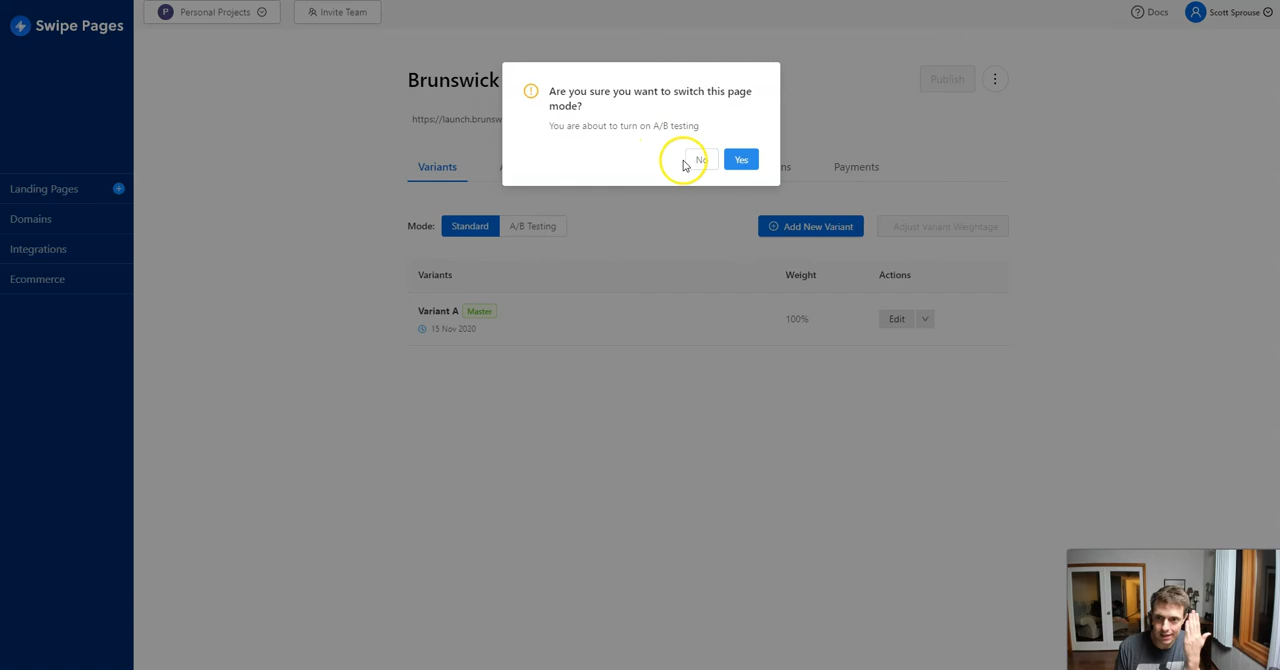 Swipe Pages
P Personal Projects
Invite Team
Docs
Scott Sprouse
Landing Pages
Domains
Integrations
Ecommerce
Brunswick
Publish
https://launch.brunsw
Are you sure you want to switch this page
mode?
You are about to turn on A/B testing
No
Yes
Variants
Payments
Mode:
Standard
A/B Testing
Add New Variant
Adjust Variant Weightage
Variants
Weight
Actions
Variant A
Master
15 Nov 2020
100%
Edit